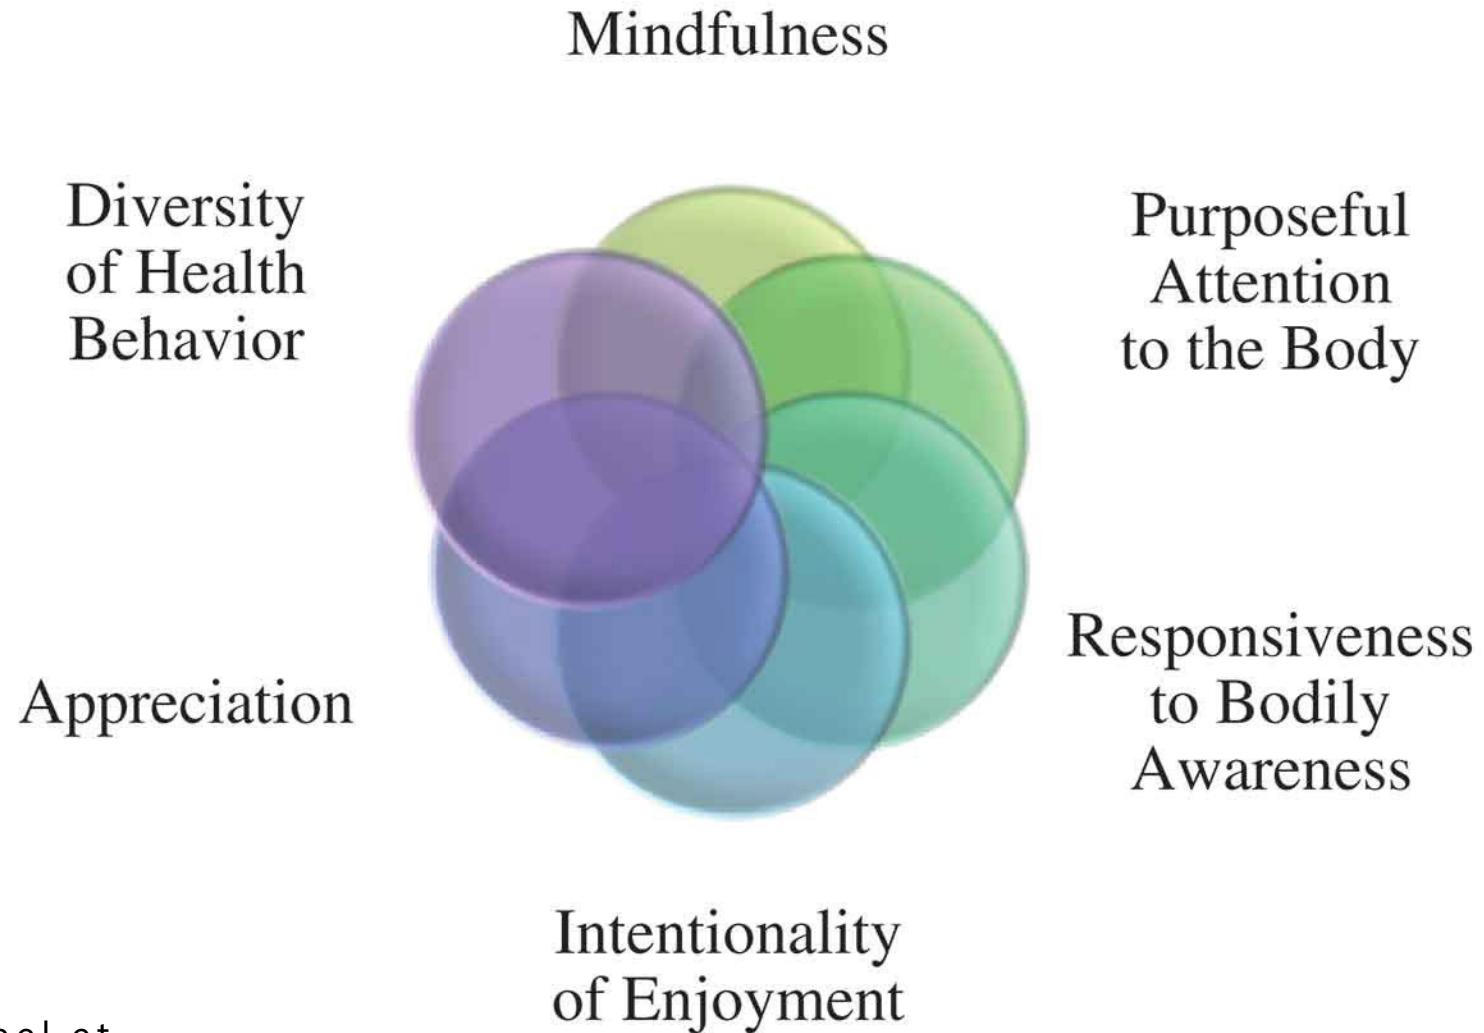 Mindfulness
Diversity
of Health
Behavior
Purposeful
Attention
to the Body
Appreciation
Responsiveness
to Bodily
Awareness
Intentionality
of Enjoyment